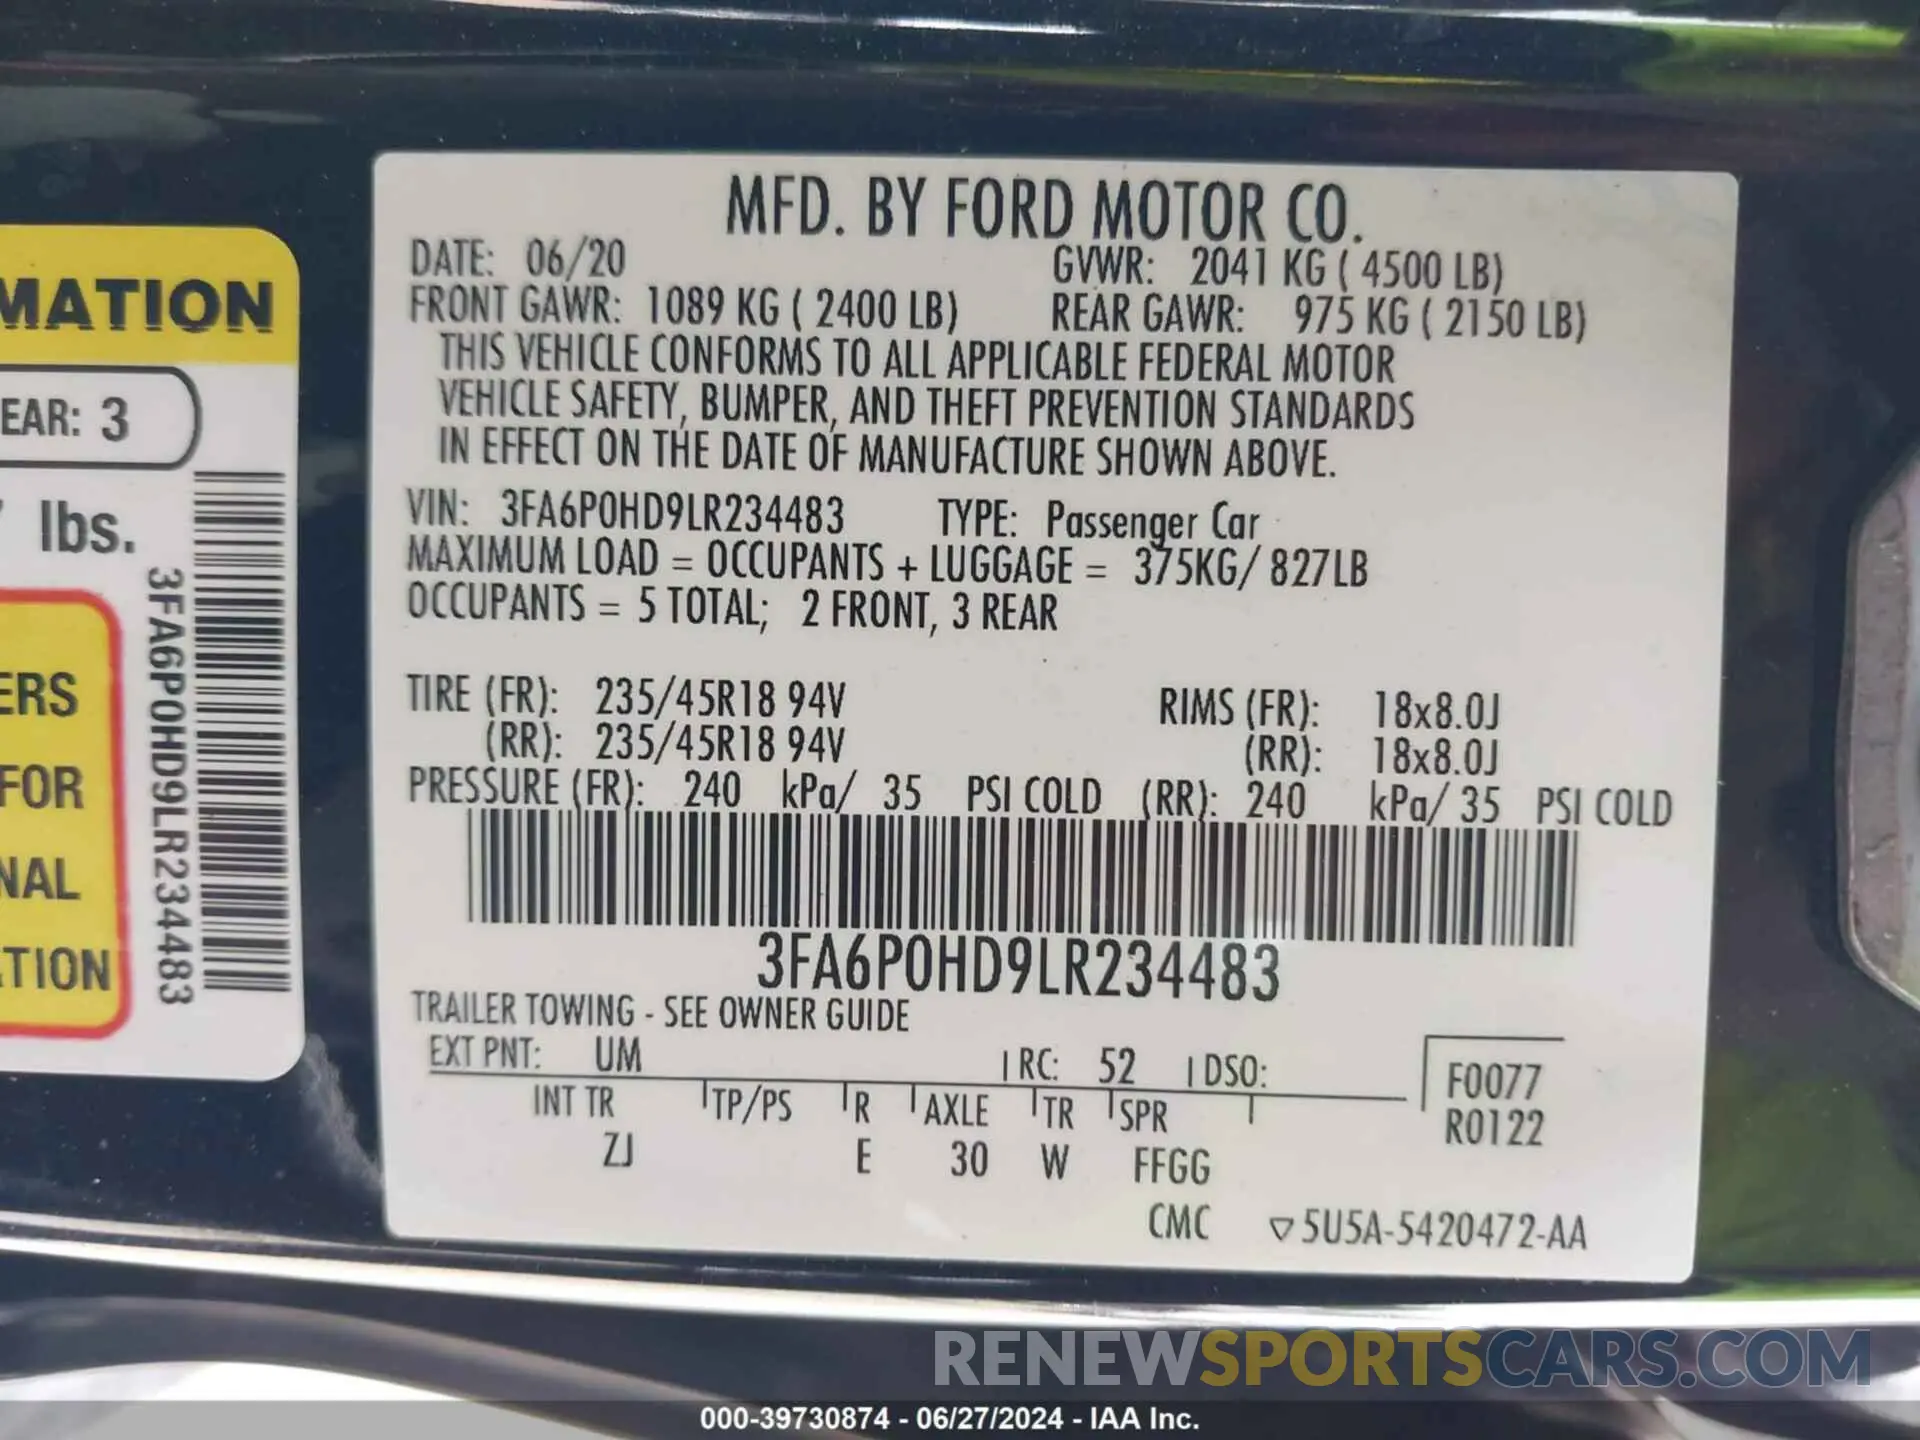 MFD. BY FORD MOTOR CO.
DATE: 06/20
GVWR: 2041 KG ( 4500 LB)
FRONT GAWR: 1089 KG ( 2400 LB)
REAR GAWR: 975 KG ( 2150 LB)
THIS VEHICLE CONFORMS TO ALL APPLICABLE FEDERAL MOTOR
VEHICLE SAFETY, BUMPER, AND THEFT PREVENTION STANDARDS
IN EFFECT ON THE DATE OF MANUFACTURE SHOWN ABOVE.
VIN: 3FA6P0HD9LR234483 TYPE: Passenger Car
MAXIMUM LOAD = OCCUPANTS + LUGGAGE = 375KG/ 827LB
OCCUPANTS = 5 TOTAL; 2 FRONT, 3 REAR
TIRE (FR): 235/45R18 94V RIMS (FR): 18x8.0J
(RR): 235/45R18 94V (RR): 18x8.0J
PRESSURE (FR): 240 kPa/ 35 PSI COLD (RR): 240 kPa/ 35 PSI COLD
3FA6P0HD9LR234483
TRAILER TOWING - SEE OWNER GUIDE
EXT PNT: UM RC: 52 DSO:
F0077
R0122
INT TR TP/PS R AXLE TR SPR
ZJ E 30 W FFGG
CMC ▽5U5A-5420472-AA
MATION
EAR: 3
lbs.
3FA6P0HD9LR234483
ERS
FOR
NAL
TION
RENEWSPORTSCARS.COM
000-39730874 - 06/27/2024 - IAA Inc.